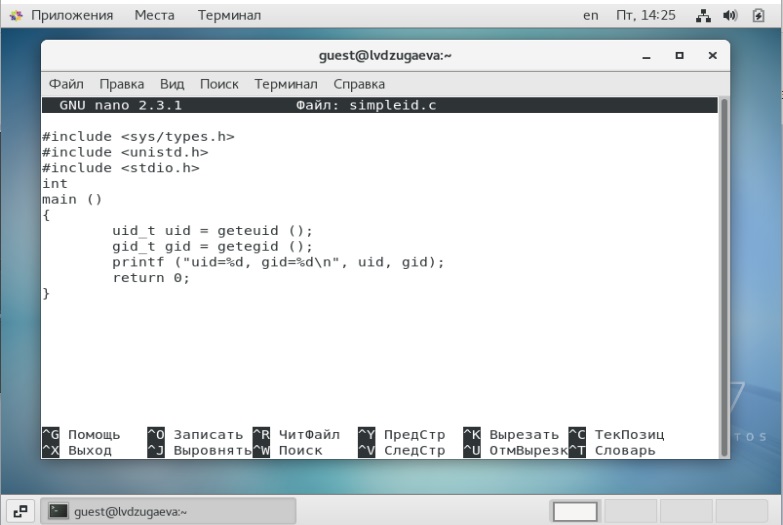 Приложения Места Терминал en Пт, 14:25
guest@lvdzugaeva:~
Файл Правка Вид Поиск Терминал Справка
GNU nano 2.3.1 Файл: simpleid.c
#include <sys/types.h>
#include <unistd.h>
#include <stdio.h>
int
main ()
{
uid_t uid = geteuid ();
gid_t gid = getegid ();
printf ("uid=%d, gid=%d\n", uid, gid);
return 0;
}
7
TOS
^G Помощь ^O Записать ^R ЧитФайл ^Y ПредСтр ^K Вырезать ^C ТекПозиц
^X Выход ^J Выровнять ^W Поиск ^V СледСтр ^U ОтмВырезк ^T Словарь
guest@lvdzugaeva:~